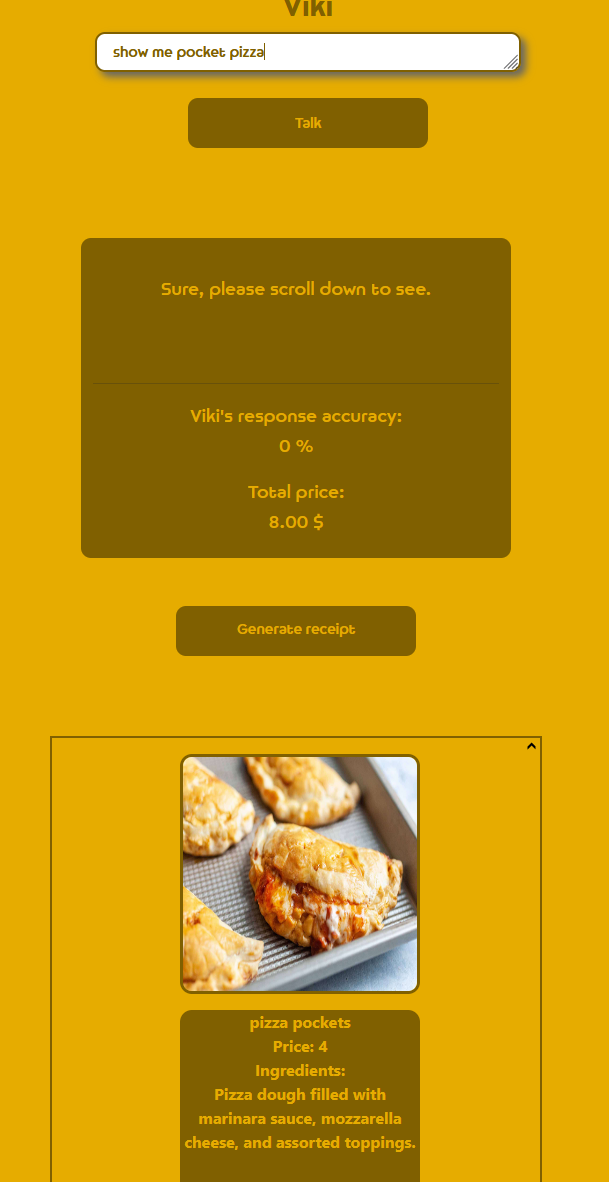 Viki
show me pocket pizza
Talk
Sure, please scroll down to see.
Viki's response accuracy:
0 %
Total price:
8.00 $
Generate receipt
pizza pockets
Price: 4
Ingredients:
Pizza dough filled with
marinara sauce, mozzarella
cheese, and assorted toppings.